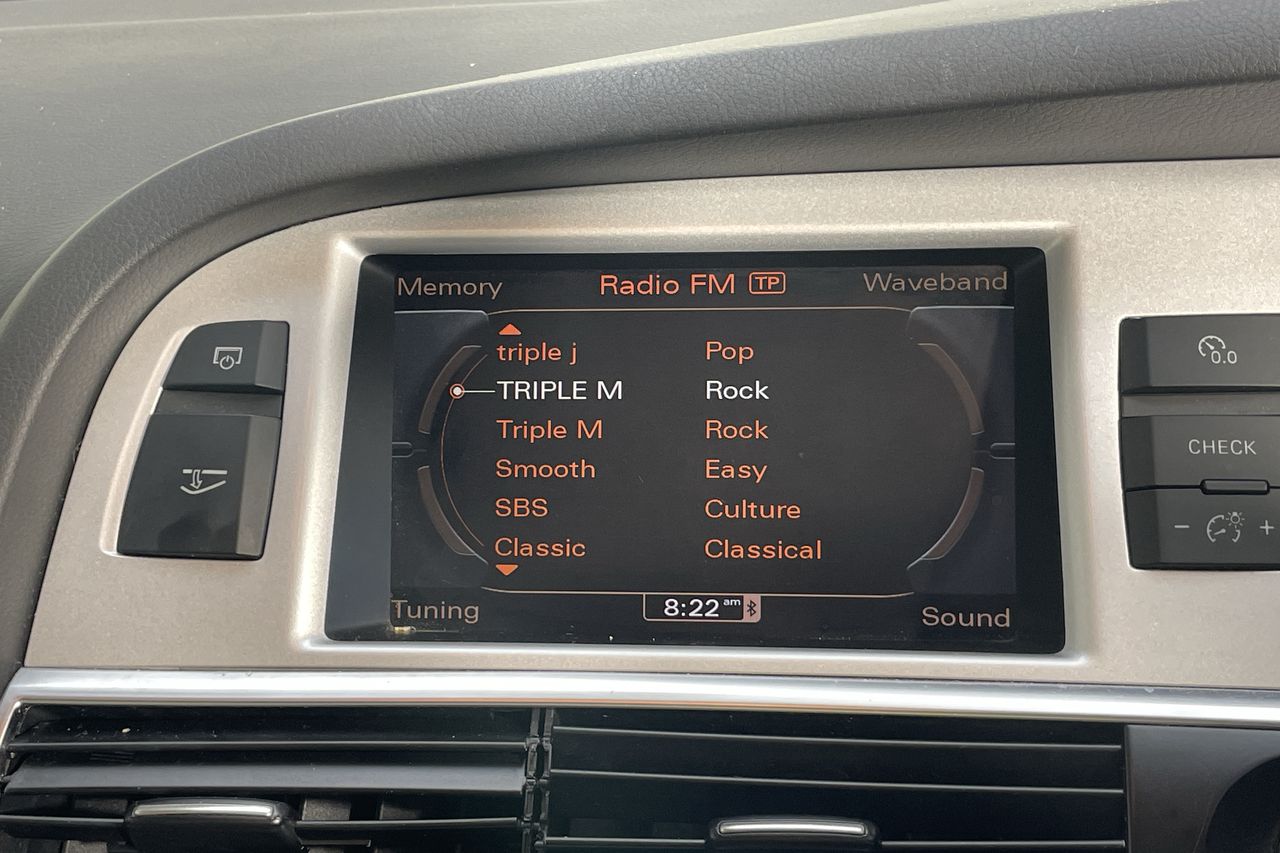 Memory Radio FM TP Waveband
triple j Pop
TRIPLE M Rock
Triple M Rock
Smooth Easy
SBS Culture
Classic Classical
Tuning 8:22 am Sound
0.0
CHECK
− +